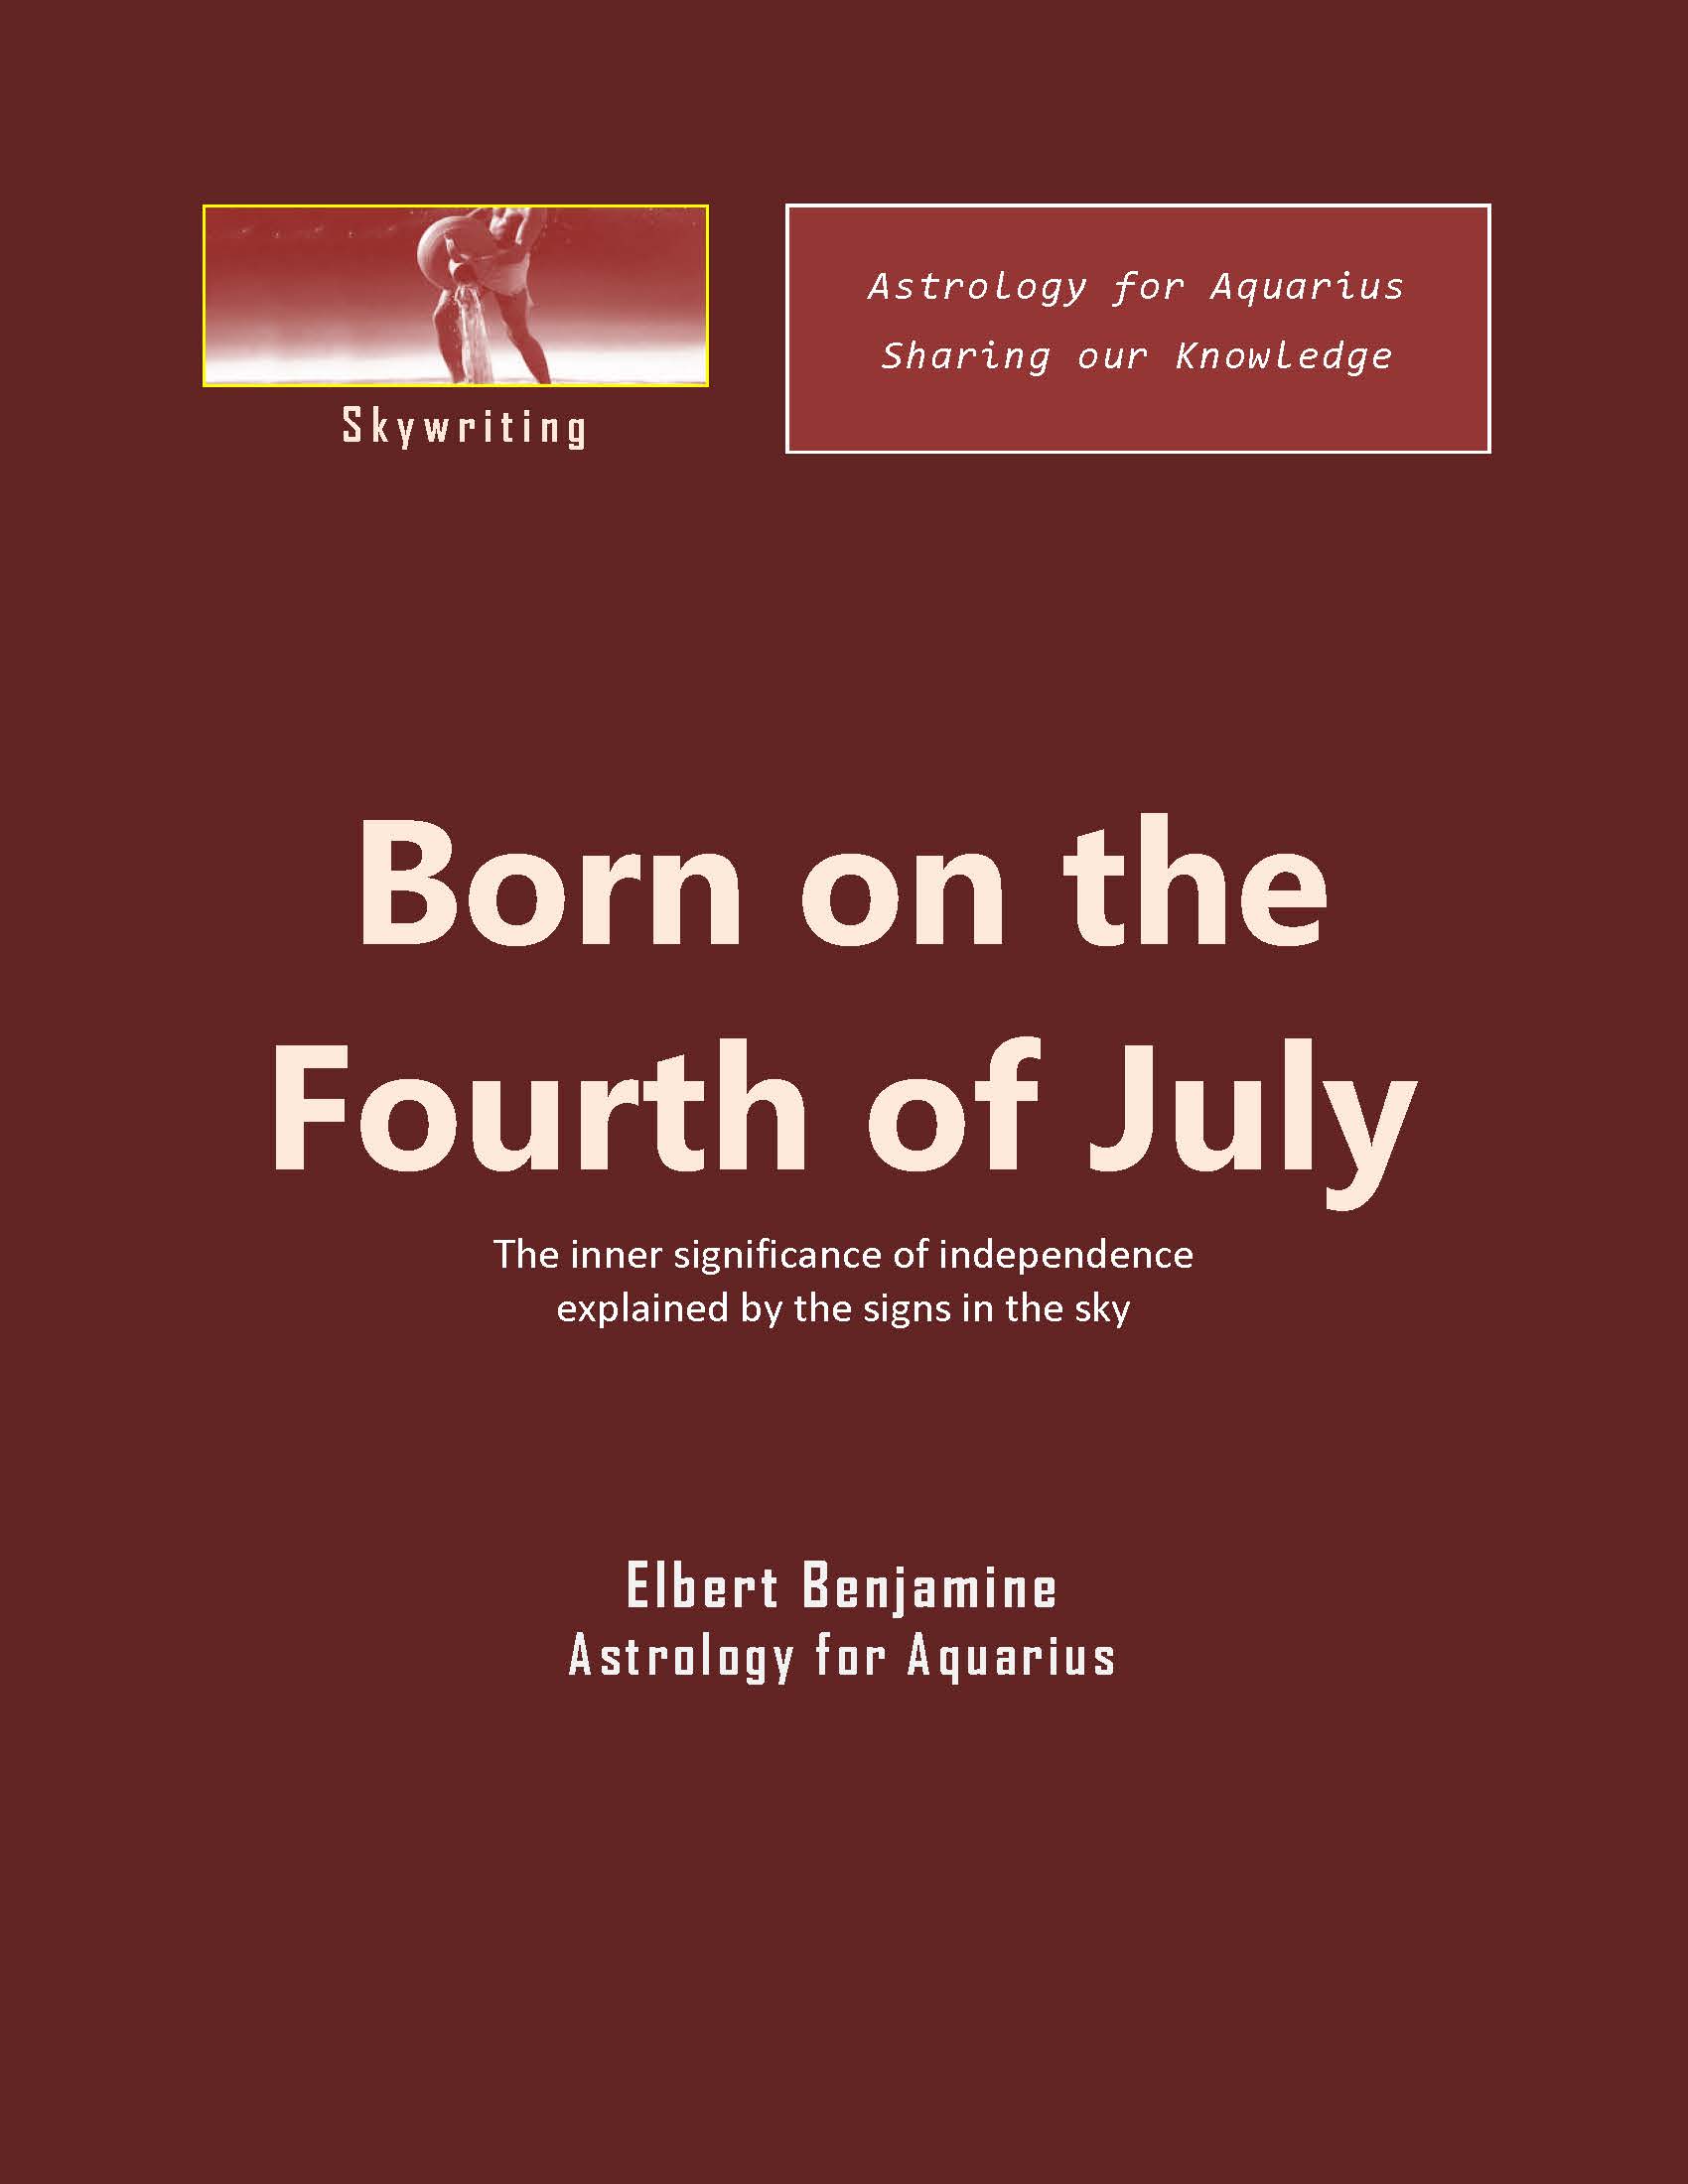 Astrology for Aquarius
Sharing our Knowledge
Skywriting
Born on the
Fourth of July
The inner significance of independence
explained by the signs in the sky
Elbert Benjamine
Astrology for Aquarius